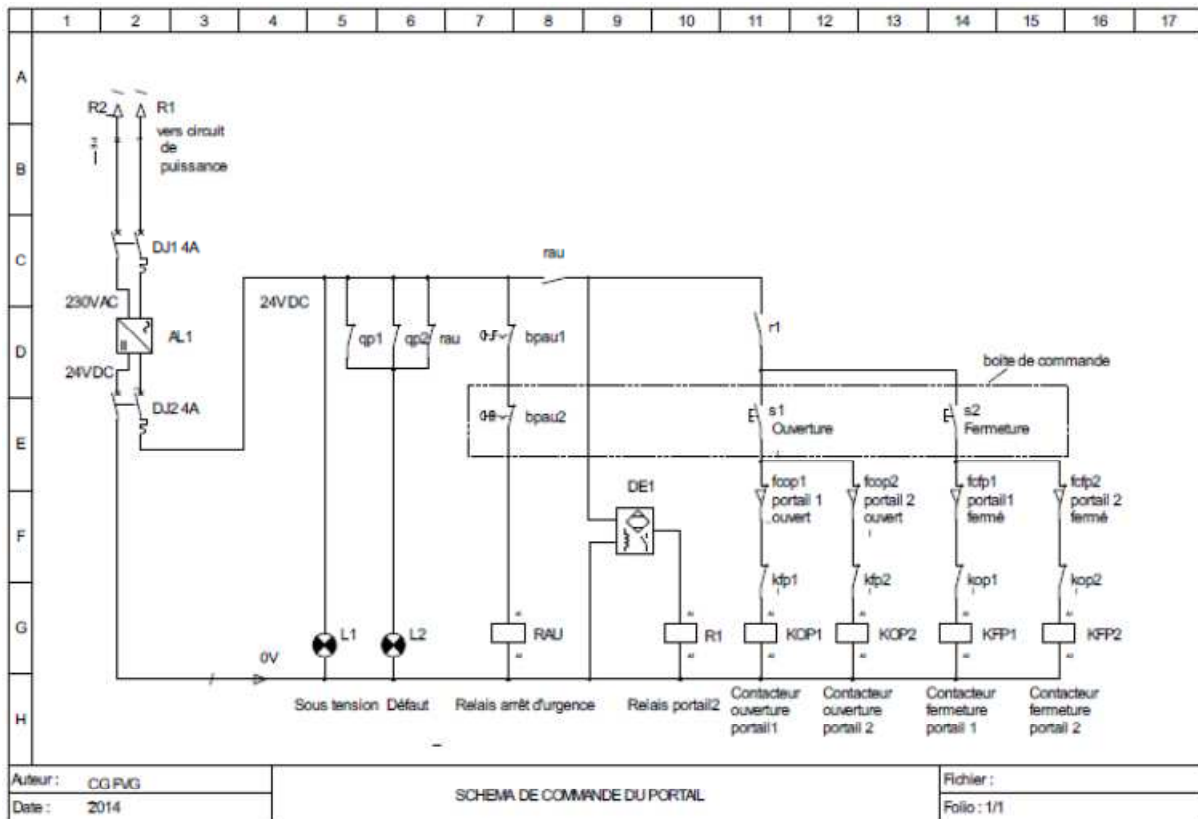 1 2 3 4 5 6 7 8 9 10 11 12 13 14 15 16 17
A
B
C
D
E
F
G
H
R2 R1
vers circuit
de
puissance
DJ1 4A
230VAC
AL1
24VDC
DJ2 4A
24VDC
0V
qp1
qp2
rau
rau
bpau1
bpau2
r1
boite de commande
s1
Ouverture
s2
Fermeture
DE1
fcop1
portail 1
ouvert
fcop2
portail 2
ouvert
fcfp1
portail1
fermé
fcfp2
portail 2
fermé
kfp1
kfp2
kop1
kop2
L1
L2
RAU
R1
KOP1
KOP2
KFP1
KFP2
Sous tension
Défaut
Relais arrêt d'urgence
Relais portail2
Contacteur
ouverture
portail1
Contacteur
ouverture
portail 2
Contacteur
fermeture
portail 1
Contacteur
fermeture
portail 2
Auteur : CGPVG
Date : 2014
SCHEMA DE COMMANDE DU PORTAIL
Fichier :
Folio : 1/1